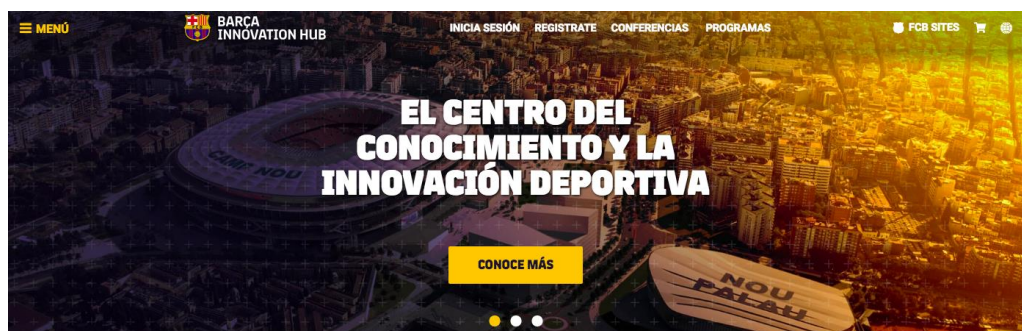 MENÚ
BARÇA
INNOVATION HUB
INICIA SESIÓN REGISTRATE CONFERENCIAS PROGRAMAS
FCB SITES
EL CENTRO DEL
CONOCIMIENTO Y LA
INNOVACIÓN DEPORTIVA
CAMP NOU
CONOCE MÁS
NOU
PALAU